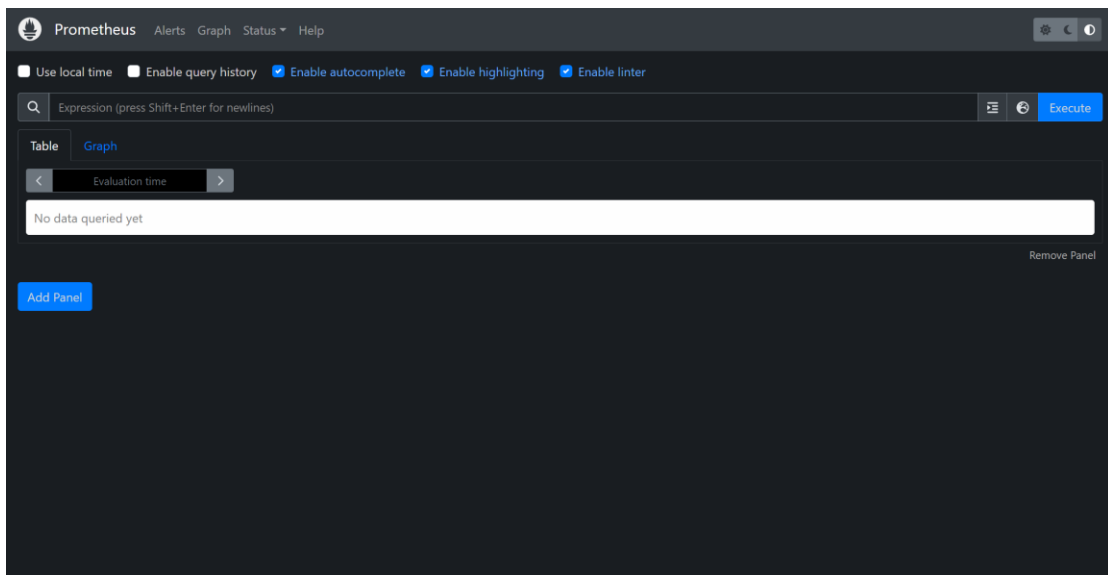 Prometheus Alerts Graph Status Help
Use local time Enable query history Enable autocomplete Enable highlighting Enable linter
Expression (press Shift+Enter for newlines) Execute
Table Graph
Evaluation time
No data queried yet
Remove Panel
Add Panel